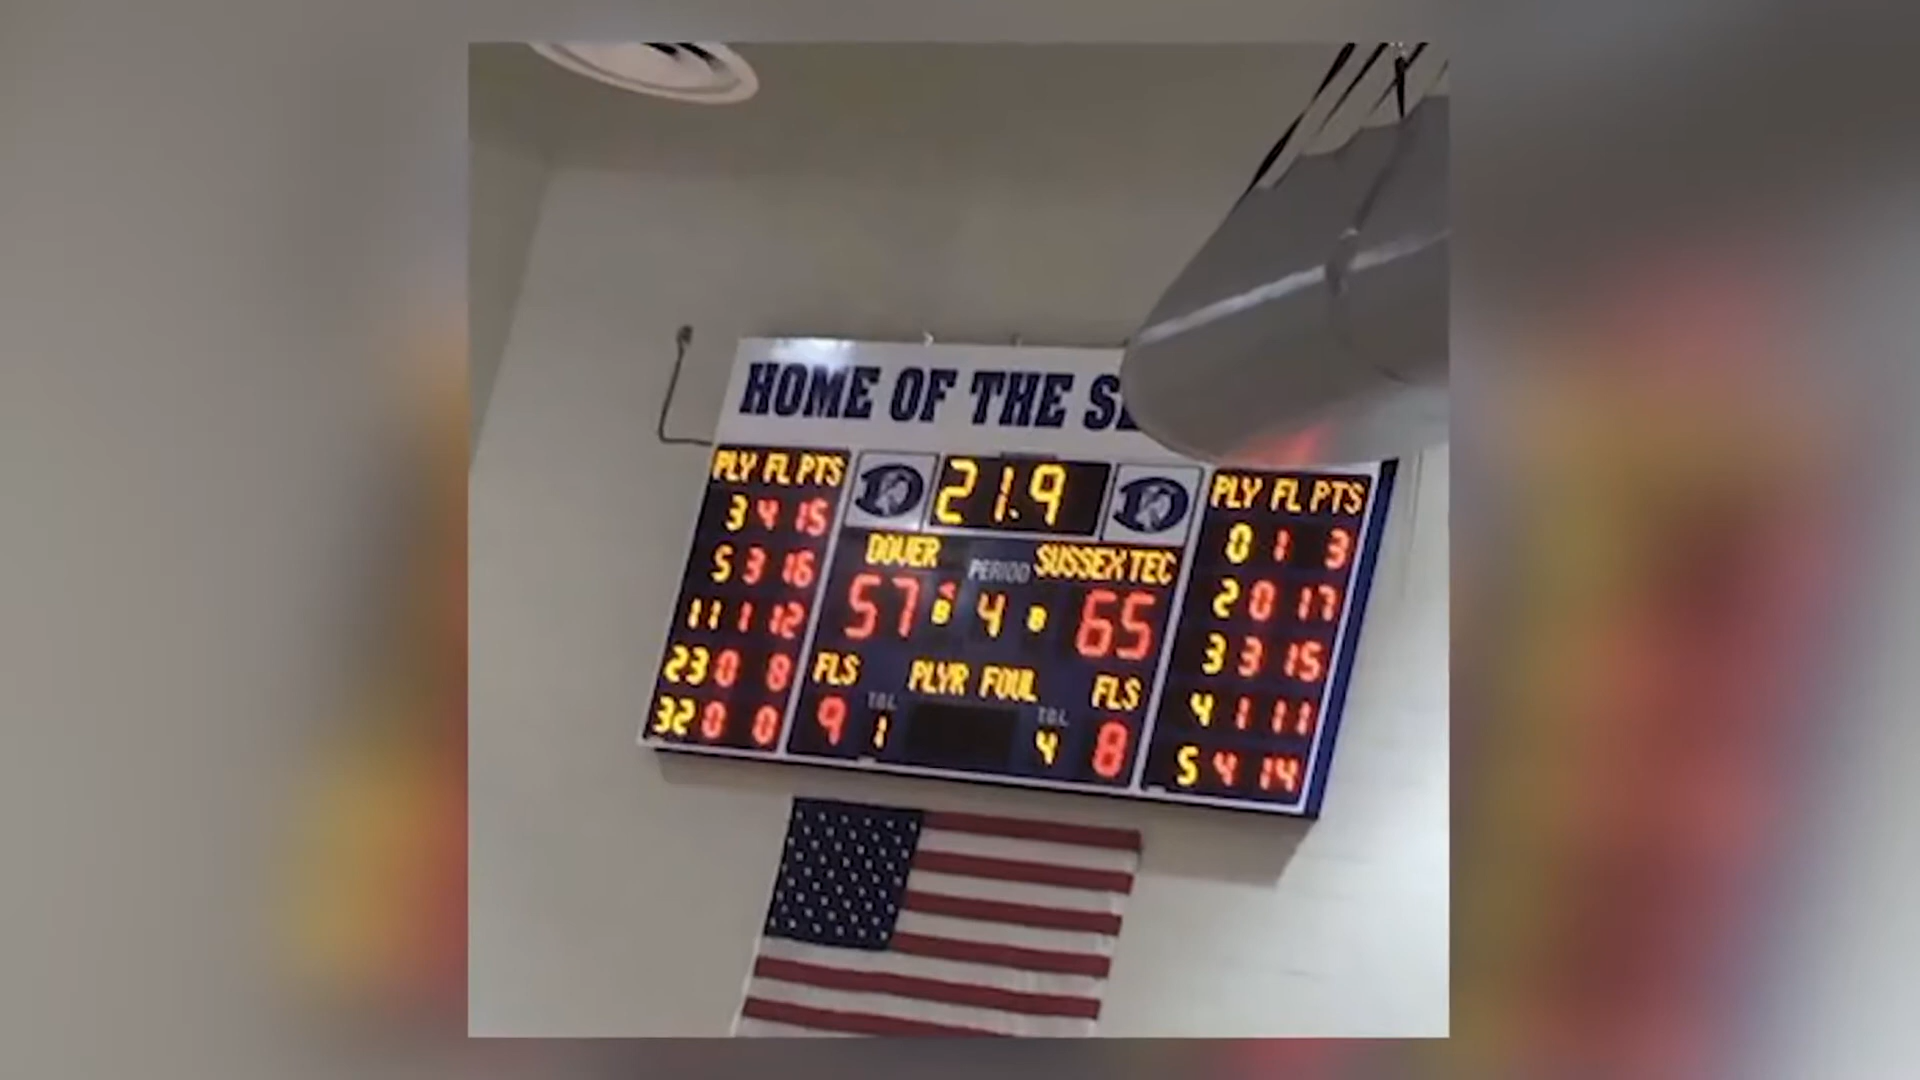 HOME OF THE
PLY FL PTS
3 4 15
5 3 16
11 1 12
23 0 8
32 0 0
21.9
DOVER PERIOD SUSSEX TEC
57 B 4 B 65
FLS PLYR FOUL FLS
9 T.O.L. 1 T.O.L. 4 8
PLY FL PTS
0 1 3
2 0 17
3 3 15
4 1 11
5 4 14